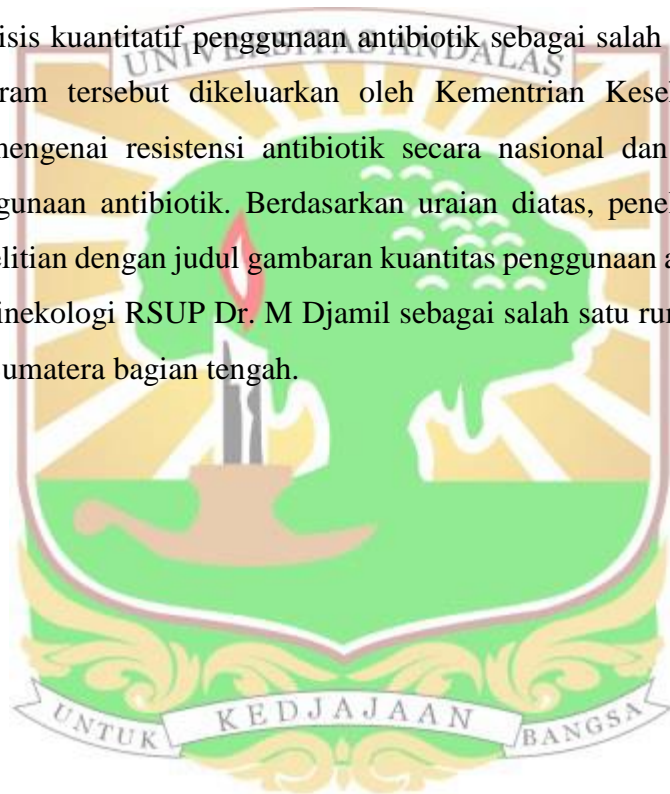 isis kuantitatif penggunaan antibiotik sebagai salah
UNIVERSITAS ANDALAS
ram tersebut dikeluarkan oleh Kementrian Kese
mengenai resistensi antibiotik secara nasional dan
gunaan antibiotik. Berdasarkan uraian diatas, penel
elitian dengan judul gambaran kuantitas penggunaan a
inekologi RSUP Dr. M Djamil sebagai salah satu ru
umatera bagian tengah.
UNTUK KEDJAJAAN BANGSA